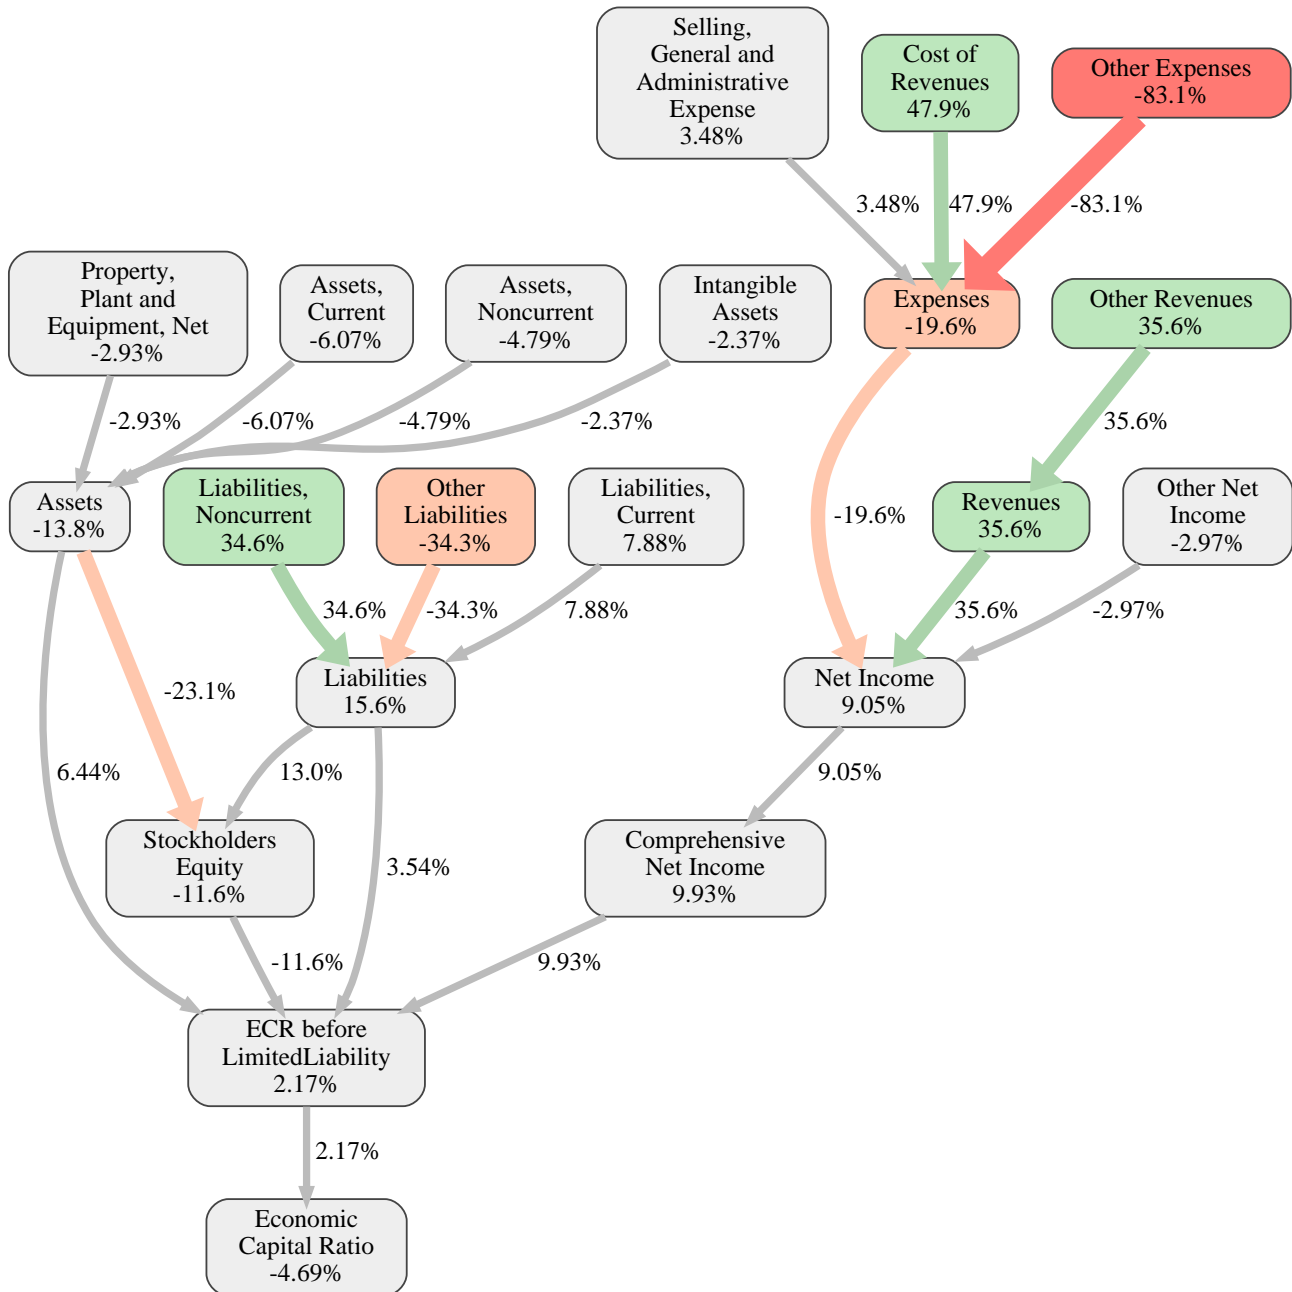 Selling,
General and
Administrative
Expense
3.48%
Cost of
Revenues
47.9%
Other Expenses
-83.1%
3.48%
47.9%
-83.1%
Property,
Plant and
Equipment, Net
-2.93%
Assets,
Current
-6.07%
Assets,
Noncurrent
-4.79%
Intangible
Assets
-2.37%
Expenses
-19.6%
Other Revenues
35.6%
-2.93%
-6.07%
-4.79%
-2.37%
35.6%
Assets
-13.8%
Liabilities,
Noncurrent
34.6%
Other
Liabilities
-34.3%
Liabilities,
Current
7.88%
-19.6%
Revenues
35.6%
Other Net
Income
-2.97%
34.6%
-34.3%
7.88%
35.6%
-2.97%
-23.1%
Liabilities
15.6%
Net Income
9.05%
6.44%
13.0%
9.05%
Stockholders
Equity
-11.6%
3.54%
Comprehensive
Net Income
9.93%
-11.6%
9.93%
ECR before
LimitedLiability
2.17%
2.17%
Economic
Capital Ratio
-4.69%